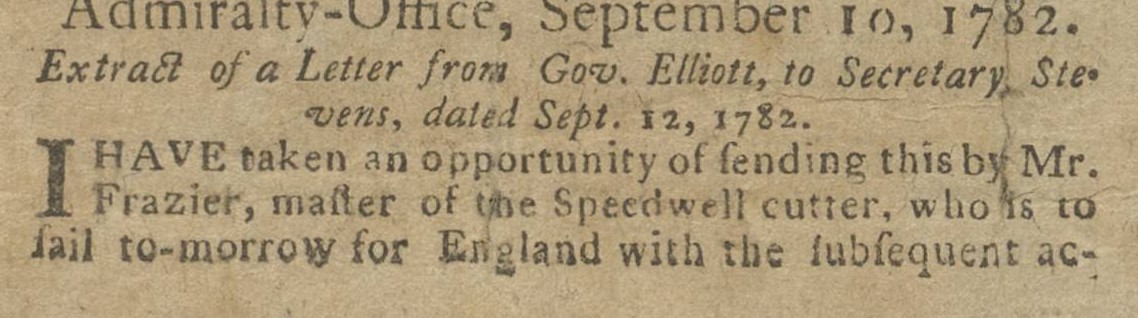 Admiralty-Office, September 10, 1782.
Extract of a Letter from Gov. Elliott, to Secretary Ste-
vens, dated Sept. 12, 1782.
I HAVE taken an opportunity of ſending this by Mr.
Frazier, maſter of the Speedwell cutter, who is to
ſail to-morrow for England with the ſubſequent ac-